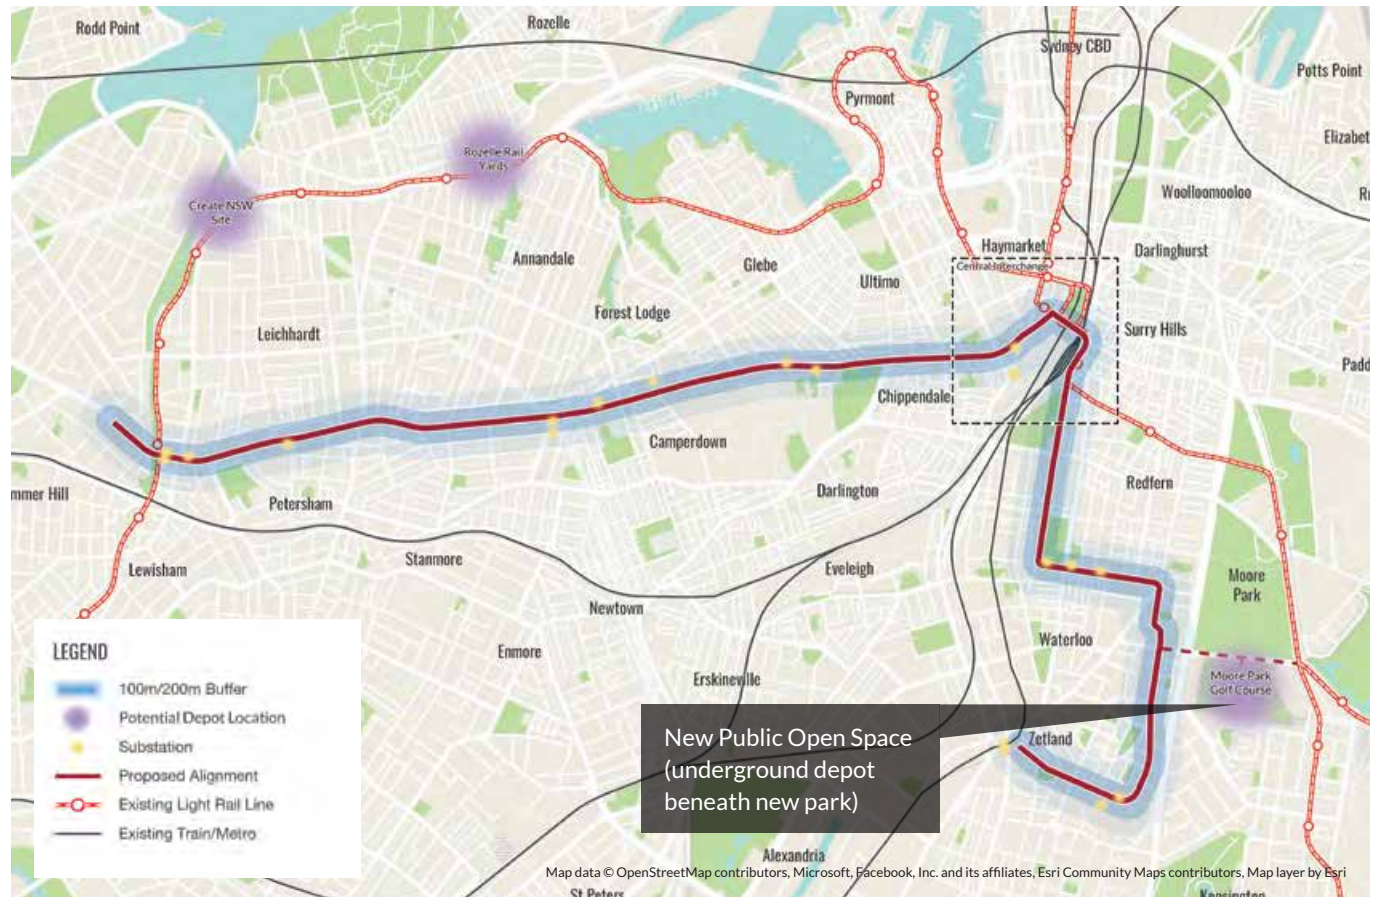 Rodd Point
Rozelle
Sydney CBD
Potts Point
Pyrmont
Elizabet
Rozelle Rail
Yards
Create NSW
Site
Woolloomooloo
Annandale
Glebe
Haymarket
Darlinghurst
Central Interchange
Ultimo
Forest Lodge
Leichhardt
Surry Hills
Padd
Chippendale
Camperdown
mmer Hill
Petersham
Darlington
Redfern
Stanmore
Lewisham
Eveleigh
Moore
Park
Newtown
Enmore
Waterloo
Erskineville
Moore Park
Golf Course
Zetland
New Public Open Space
(underground depot
beneath new park)
LEGEND
100m/200m Buffer
Potential Depot Location
Substation
Proposed Alignment
Existing Light Rail Line
Existing Train/Metro
Alexandria
Map data © OpenStreetMap contributors, Microsoft, Facebook, Inc. and its affiliates, Esri Community Maps contributors, Map layer by Esri
St Peters
Kensington